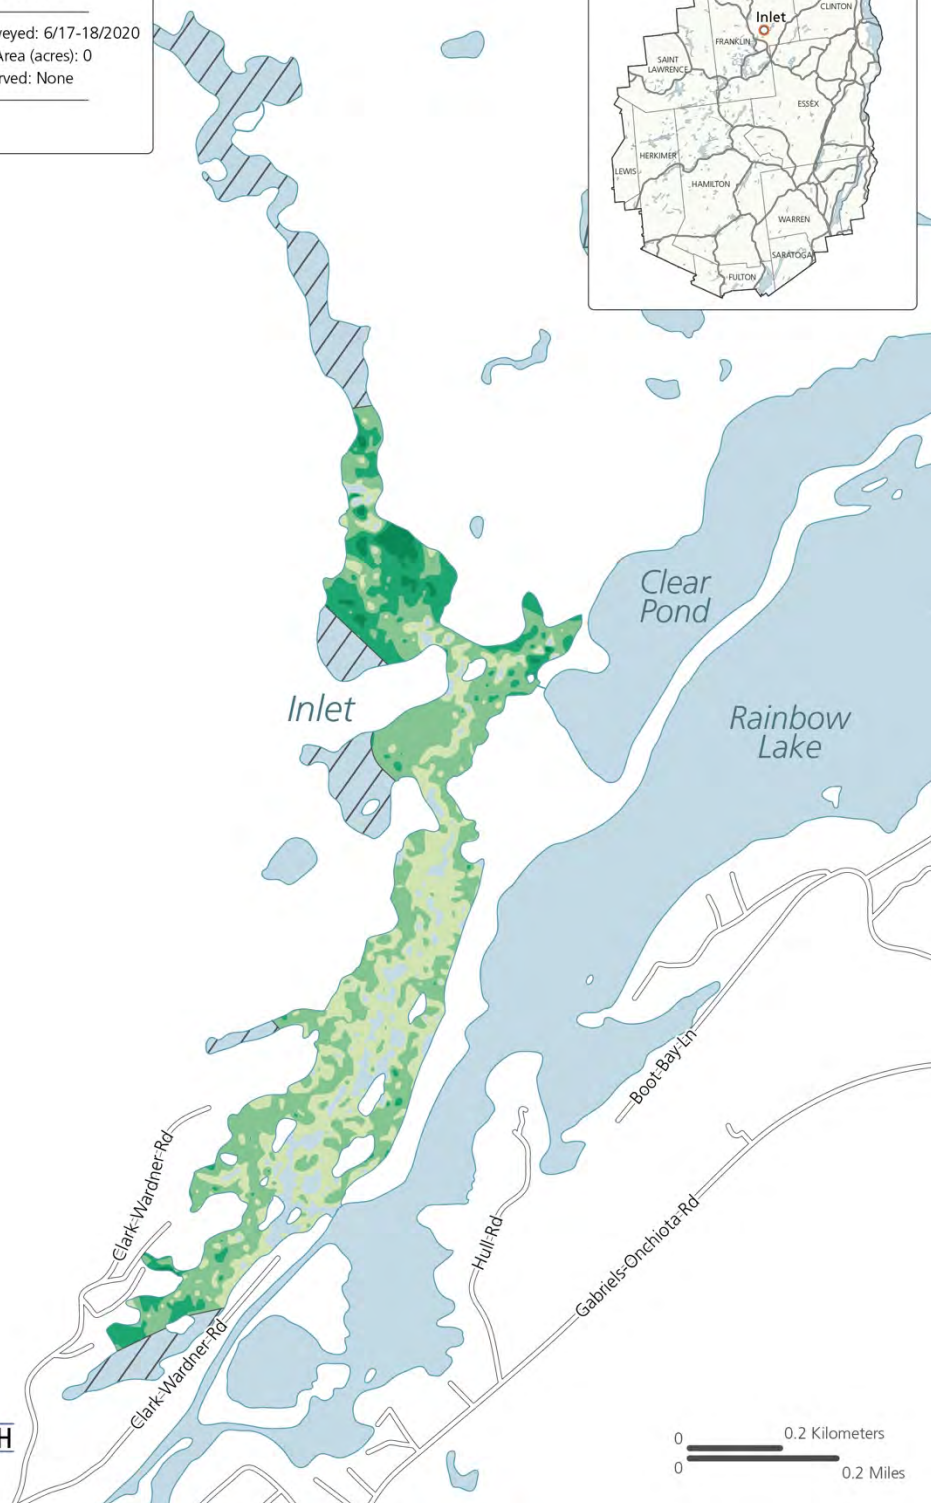 veyed: 6/17-18/2020
Area (acres): 0
rved: None
Inlet
CLINTON
FRANKLIN
SAINT
LAWRENCE
ESSEX
HERKIMER
LEWIS
HAMILTON
WARREN
SARATOGA
FULTON
Clear
Pond
Inlet
Rainbow
Lake
Boot-Bay-Ln
Clark-Wardner-Rd
Hull-Rd
Gabriels-Onchiota-Rd
Clark-Wardner-Rd
H
0 0.2 Kilometers
0 0.2 Miles